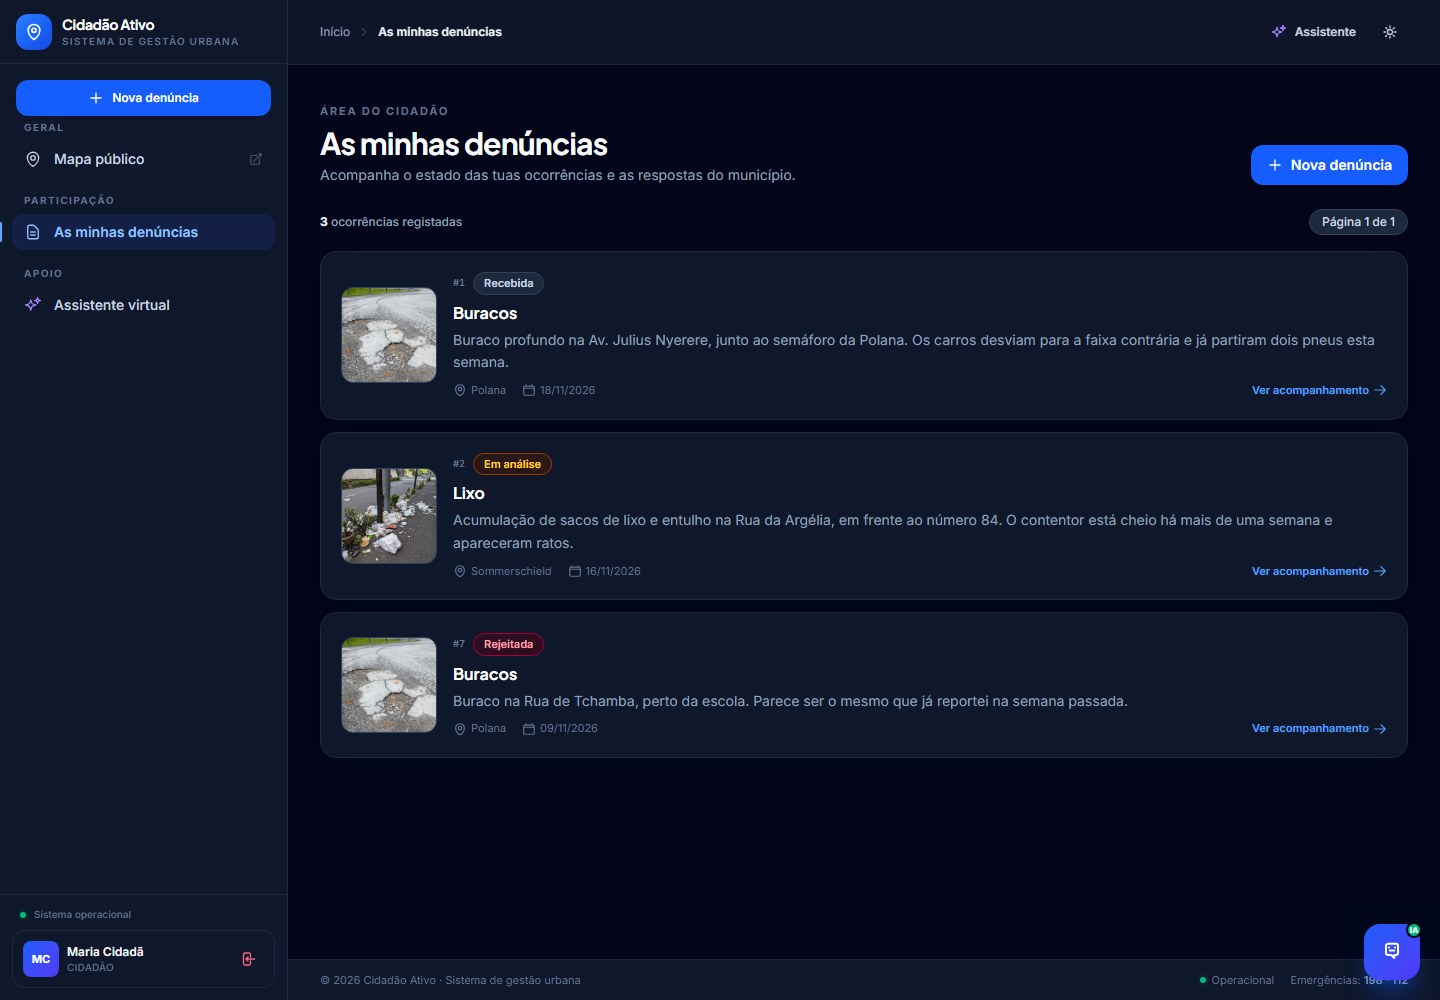 Cidadão Ativo
SISTEMA DE GESTÃO URBANA
Nova denúncia
GERAL
Mapa público
PARTICIPAÇÃO
As minhas denúncias
APOIO
Assistente virtual
Sistema operacional
MC
Maria Cidadã
CIDADÃO
Início
As minhas denúncias
Assistente
ÁREA DO CIDADÃO
As minhas denúncias
Acompanha o estado das tuas ocorrências e as respostas do município.
Nova denúncia
3 ocorrências registadas
Página 1 de 1
#1 Recebida
Buracos
Buraco profundo na Av. Julius Nyerere, junto ao semáforo da Polana. Os carros desviam para a faixa contrária e já partiram dois pneus esta
semana.
Polana 18/11/2026
Ver acompanhamento
#2 Em análise
Lixo
Acumulação de sacos de lixo e entulho na Rua da Argélia, em frente ao número 84. O contentor está cheio há mais de uma semana e
apareceram ratos.
Sommerschield 16/11/2026
Ver acompanhamento
#7 Rejeitada
Buracos
Buraco na Rua de Tchamba, perto da escola. Parece ser o mesmo que já reportei na semana passada.
Polana 09/11/2026
Ver acompanhamento
IA
© 2026 Cidadão Ativo · Sistema de gestão urbana
Operacional
Emergências: